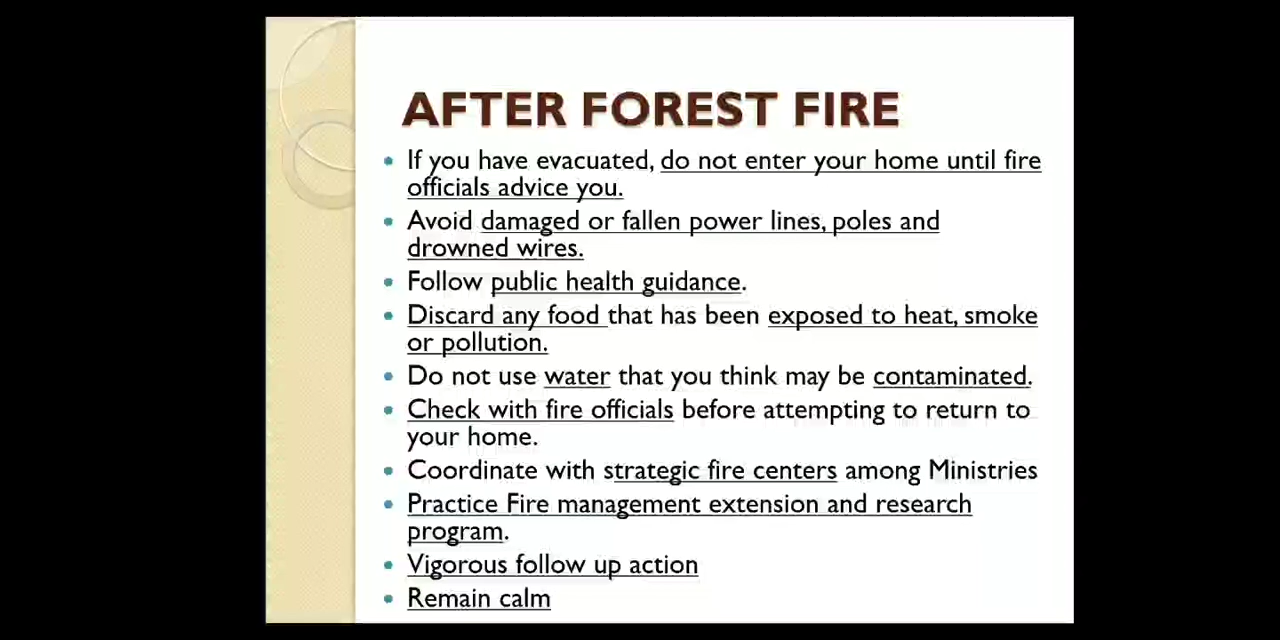 AFTER FOREST FIRE
If you have evacuated, do not enter your home until fire
officials advice you.
Avoid damaged or fallen power lines, poles and
drowned wires.
Follow public health guidance.
Discard any food that has been exposed to heat, smoke
or pollution.
Do not use water that you think may be contaminated.
Check with fire officials before attempting to return to
your home.
Coordinate with strategic fire centers among Ministries
Practice Fire management extension and research
program.
Vigorous follow up action
Remain calm